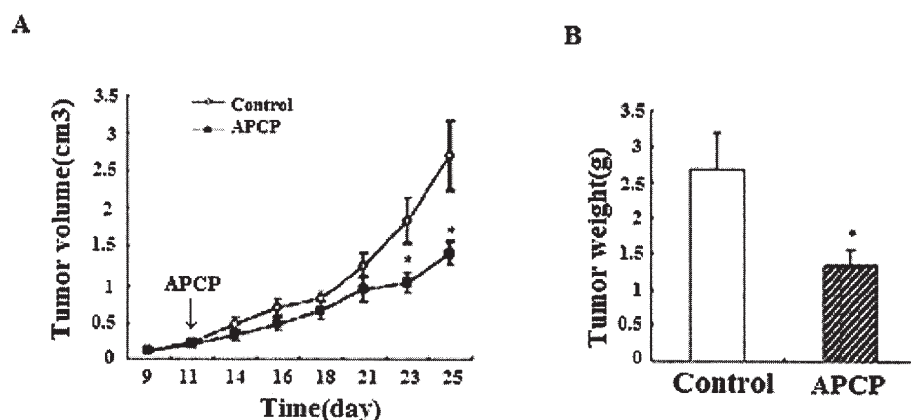 A
Tumor volume(cm3)
3.5
3
2.5
2
1.5
1
0.5
0
Control
APCP
APCP
*
*
9 11 14 16 18 21 23 25
Time(day)
B
Tumor weight(g)
3.5
3
2.5
2
1.5
1
0.5
0
*
Control APCP